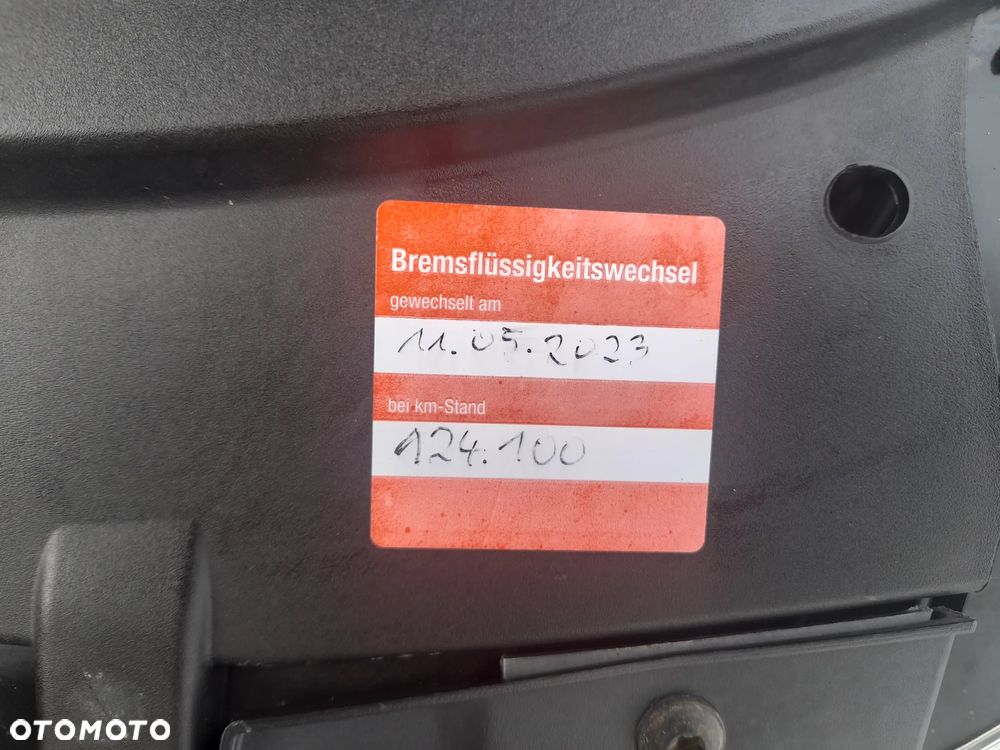 Bremsflüssigkeitswechsel
gewechselt am
11.05.2023
bei km-Stand
124.100
OTOMOTO